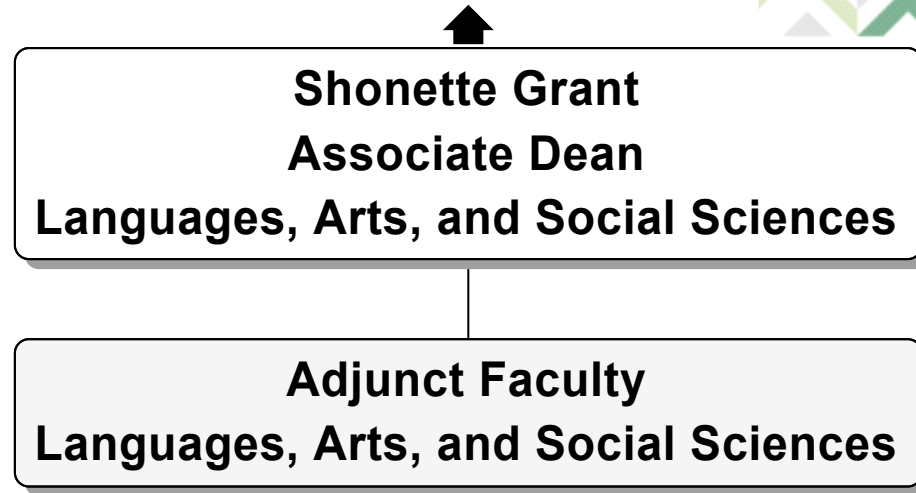 Shonette Grant
Associate Dean
Languages, Arts, and Social Sciences
Adjunct Faculty
Languages, Arts, and Social Sciences